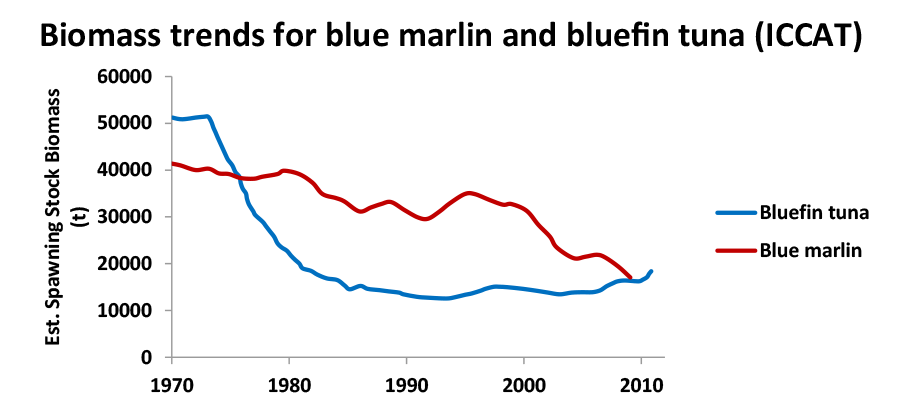 Biomass trends for blue marlin and bluefin tuna (ICCAT)
Est. Spawning Stock Biomass
(t)
60000
50000
40000
30000
20000
10000
0
1970
1980
1990
2000
2010
Bluefin tuna
Blue marlin